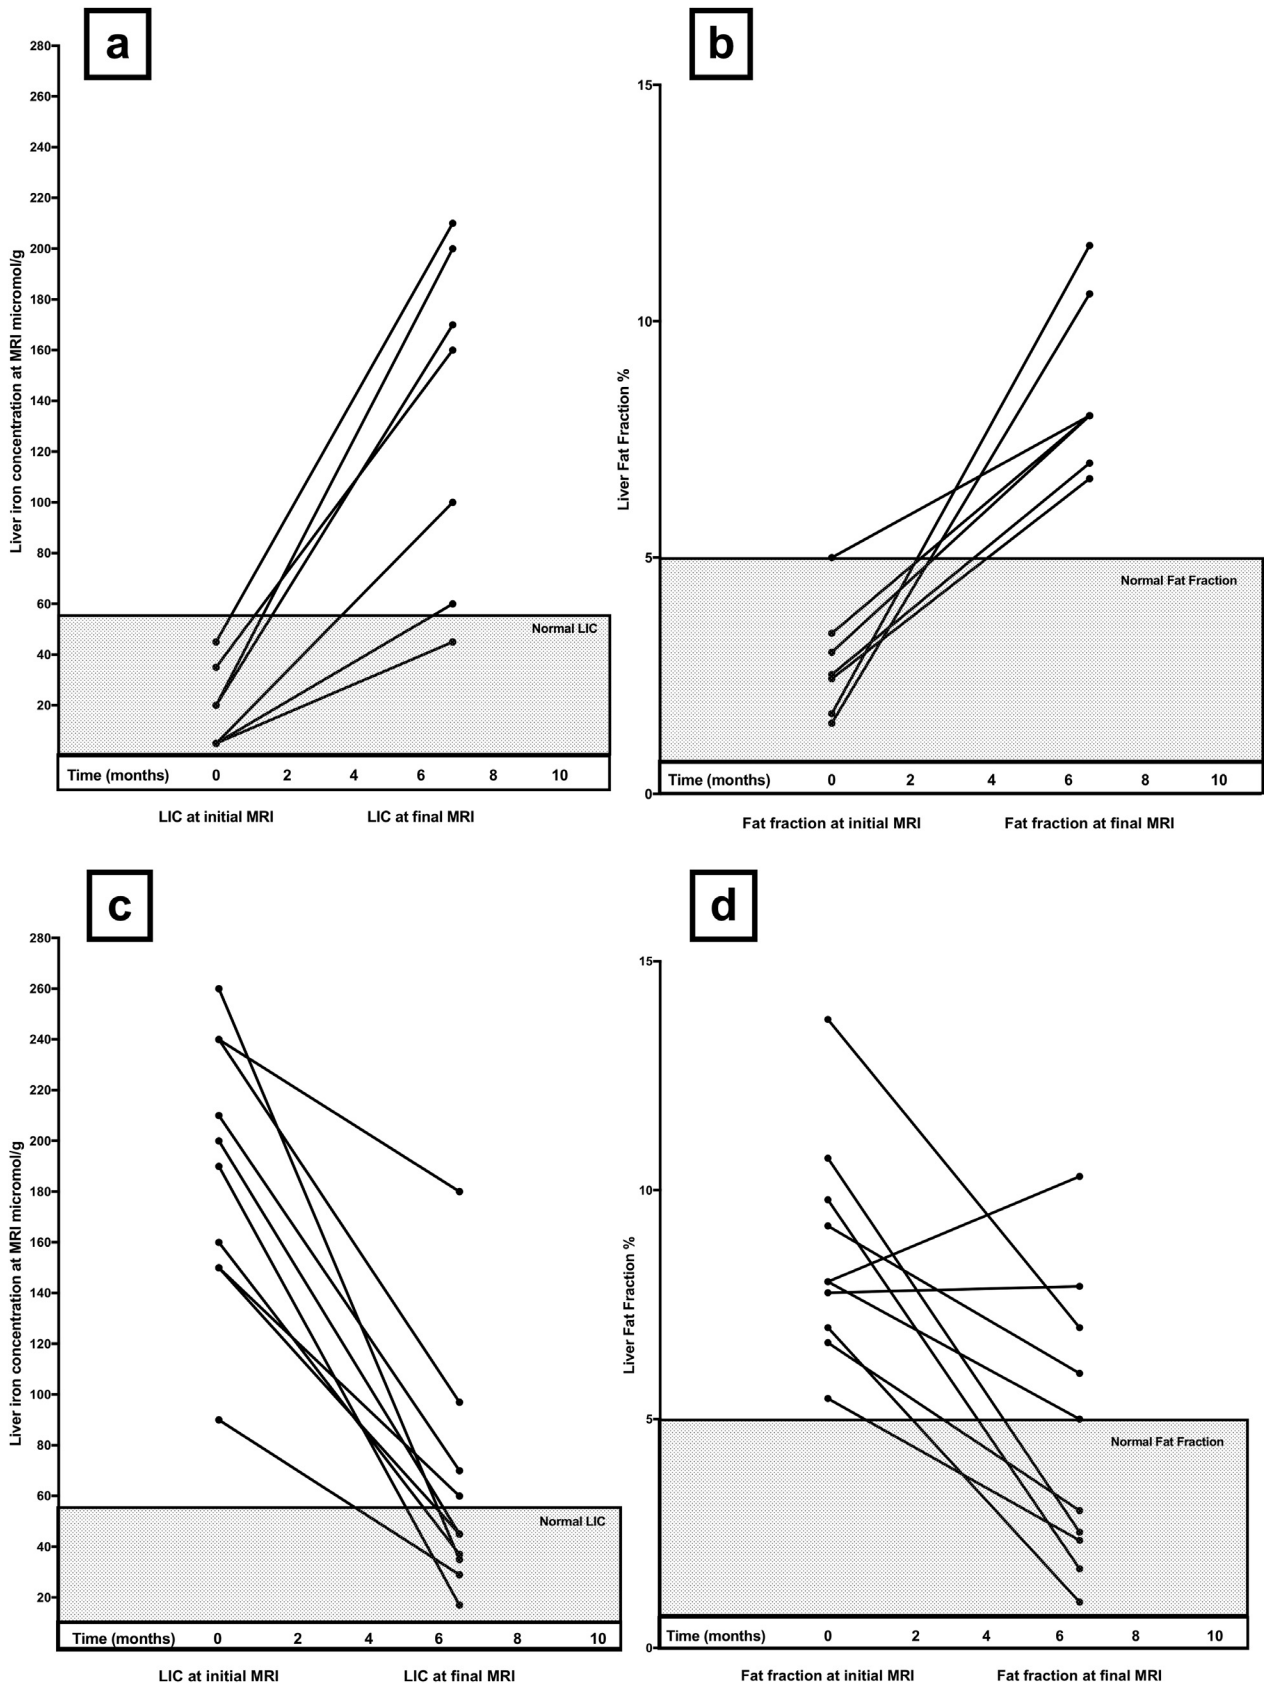 a
280
260
240
220
200
180
160
140
120
100
80
60
40
20
Liver iron concentration at MRI micromol/g
Normal LIC
Time (months) 0 2 4 6 8 10
LIC at initial MRI LIC at final MRI
b
15
10
5
0
Liver Fat Fraction %
Normal Fat Fraction
Time (months) 0 2 4 6 8 10
Fat fraction at initial MRI Fat fraction at final MRI
c
280
260
240
220
200
180
160
140
120
100
80
60
40
20
Liver iron concentration at MRI micromol/g
Normal LIC
Time (months) 0 2 4 6 8 10
LIC at initial MRI LIC at final MRI
d
15
10
5
0
Liver Fat Fraction %
Normal Fat Fraction
Time (months) 0 2 4 6 8 10
Fat fraction at initial MRI Fat fraction at final MRI